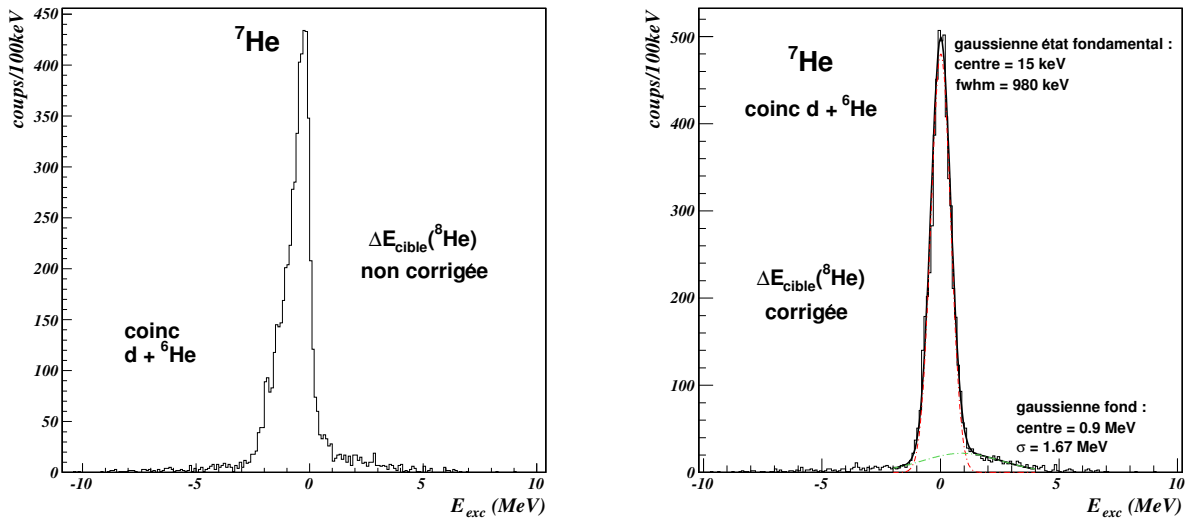 coups/100keV
450
400
350
300
250
200
150
100
50
0
⁷He
ΔE_cible(⁸He)
non corrigée
coinc
d + ⁶He
-10
-5
0
5
10
E_exc (MeV)
coups/100keV
500
400
300
200
100
0
⁷He
coinc d + ⁶He
gaussienne état fondamental :
centre = 15 keV
fwhm = 980 keV
ΔE_cible(⁸He)
corrigée
gaussienne fond :
centre = 0.9 MeV
σ = 1.67 MeV
-10
-5
0
5
10
E_exc (MeV)